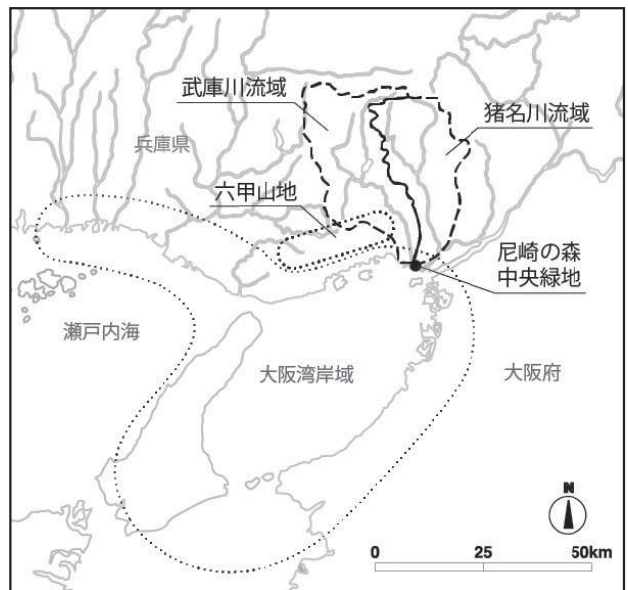 武庫川流域
猪名川流域
兵庫県
六甲山地
尼崎の森
中央緑地
瀬戸内海
大阪湾岸域
大阪府
N
0 25 50km